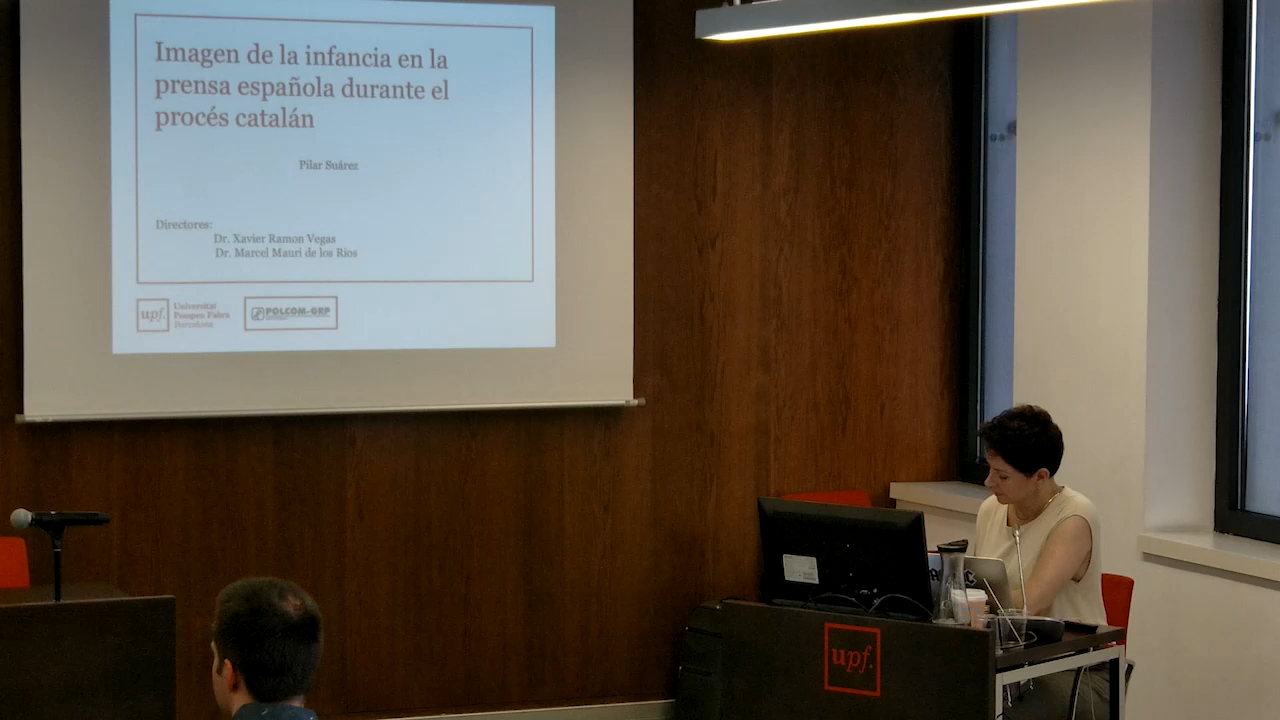 Imagen de la infancia en la
prensa española durante el
procés catalán
Pilar Suárez
Directores:
Dr. Xavier Ramon Vegas
Dr. Marcel Mauri de los Ríos
upf.
Universitat
Pompeu Fabra
Barcelona
POLCOM-GRP
upf.